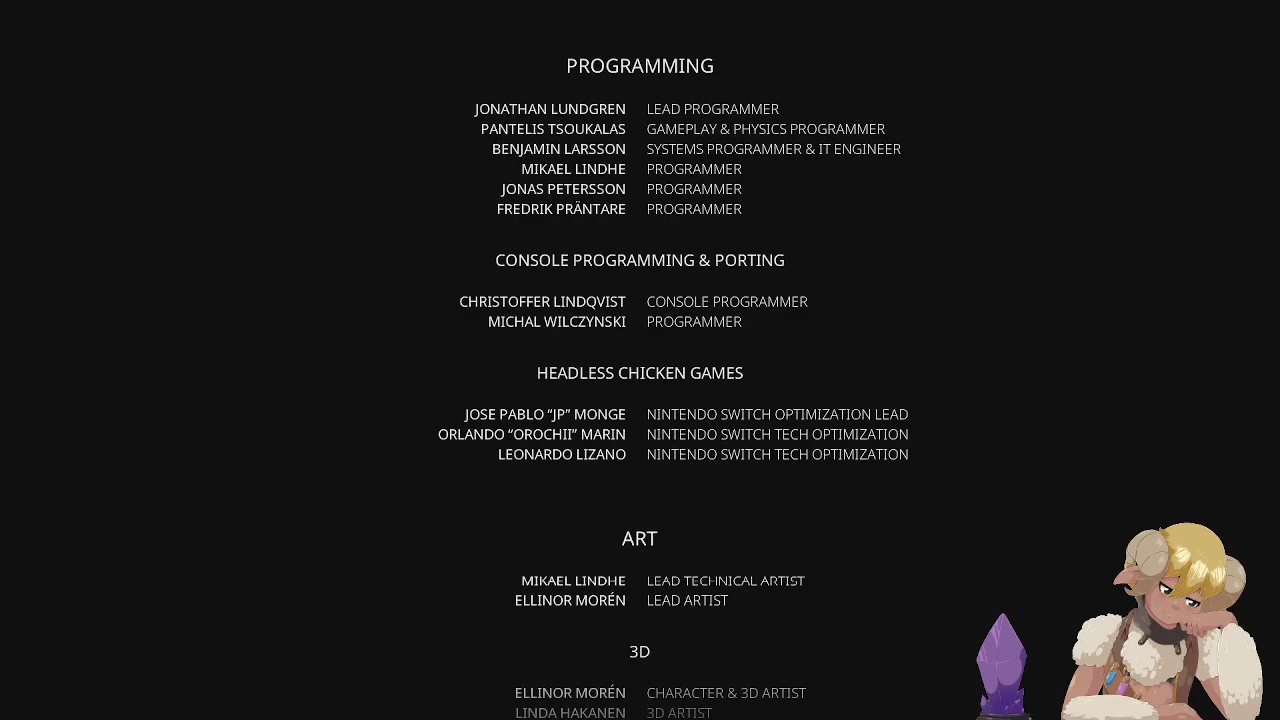 PROGRAMMING
JONATHAN LUNDGREN LEAD PROGRAMMER
PANTELIS TSOUKALAS GAMEPLAY & PHYSICS PROGRAMMER
BENJAMIN LARSSON SYSTEMS PROGRAMMER & IT ENGINEER
MIKAEL LINDHE PROGRAMMER
JONAS PETERSSON PROGRAMMER
FREDRIK PRÄNTARE PROGRAMMER
CONSOLE PROGRAMMING & PORTING
CHRISTOFFER LINDQVIST CONSOLE PROGRAMMER
MICHAL WILCZYNSKI PROGRAMMER
HEADLESS CHICKEN GAMES
JOSE PABLO “JP” MONGE NINTENDO SWITCH OPTIMIZATION LEAD
ORLANDO “OROCHII” MARIN NINTENDO SWITCH TECH OPTIMIZATION
LEONARDO LIZANO NINTENDO SWITCH TECH OPTIMIZATION
ART
MIKAEL LINDHE LEAD TECHNICAL ARTIST
ELLINOR MORÉN LEAD ARTIST
3D
ELLINOR MORÉN CHARACTER & 3D ARTIST
LINDA HAKANEN 3D ARTIST